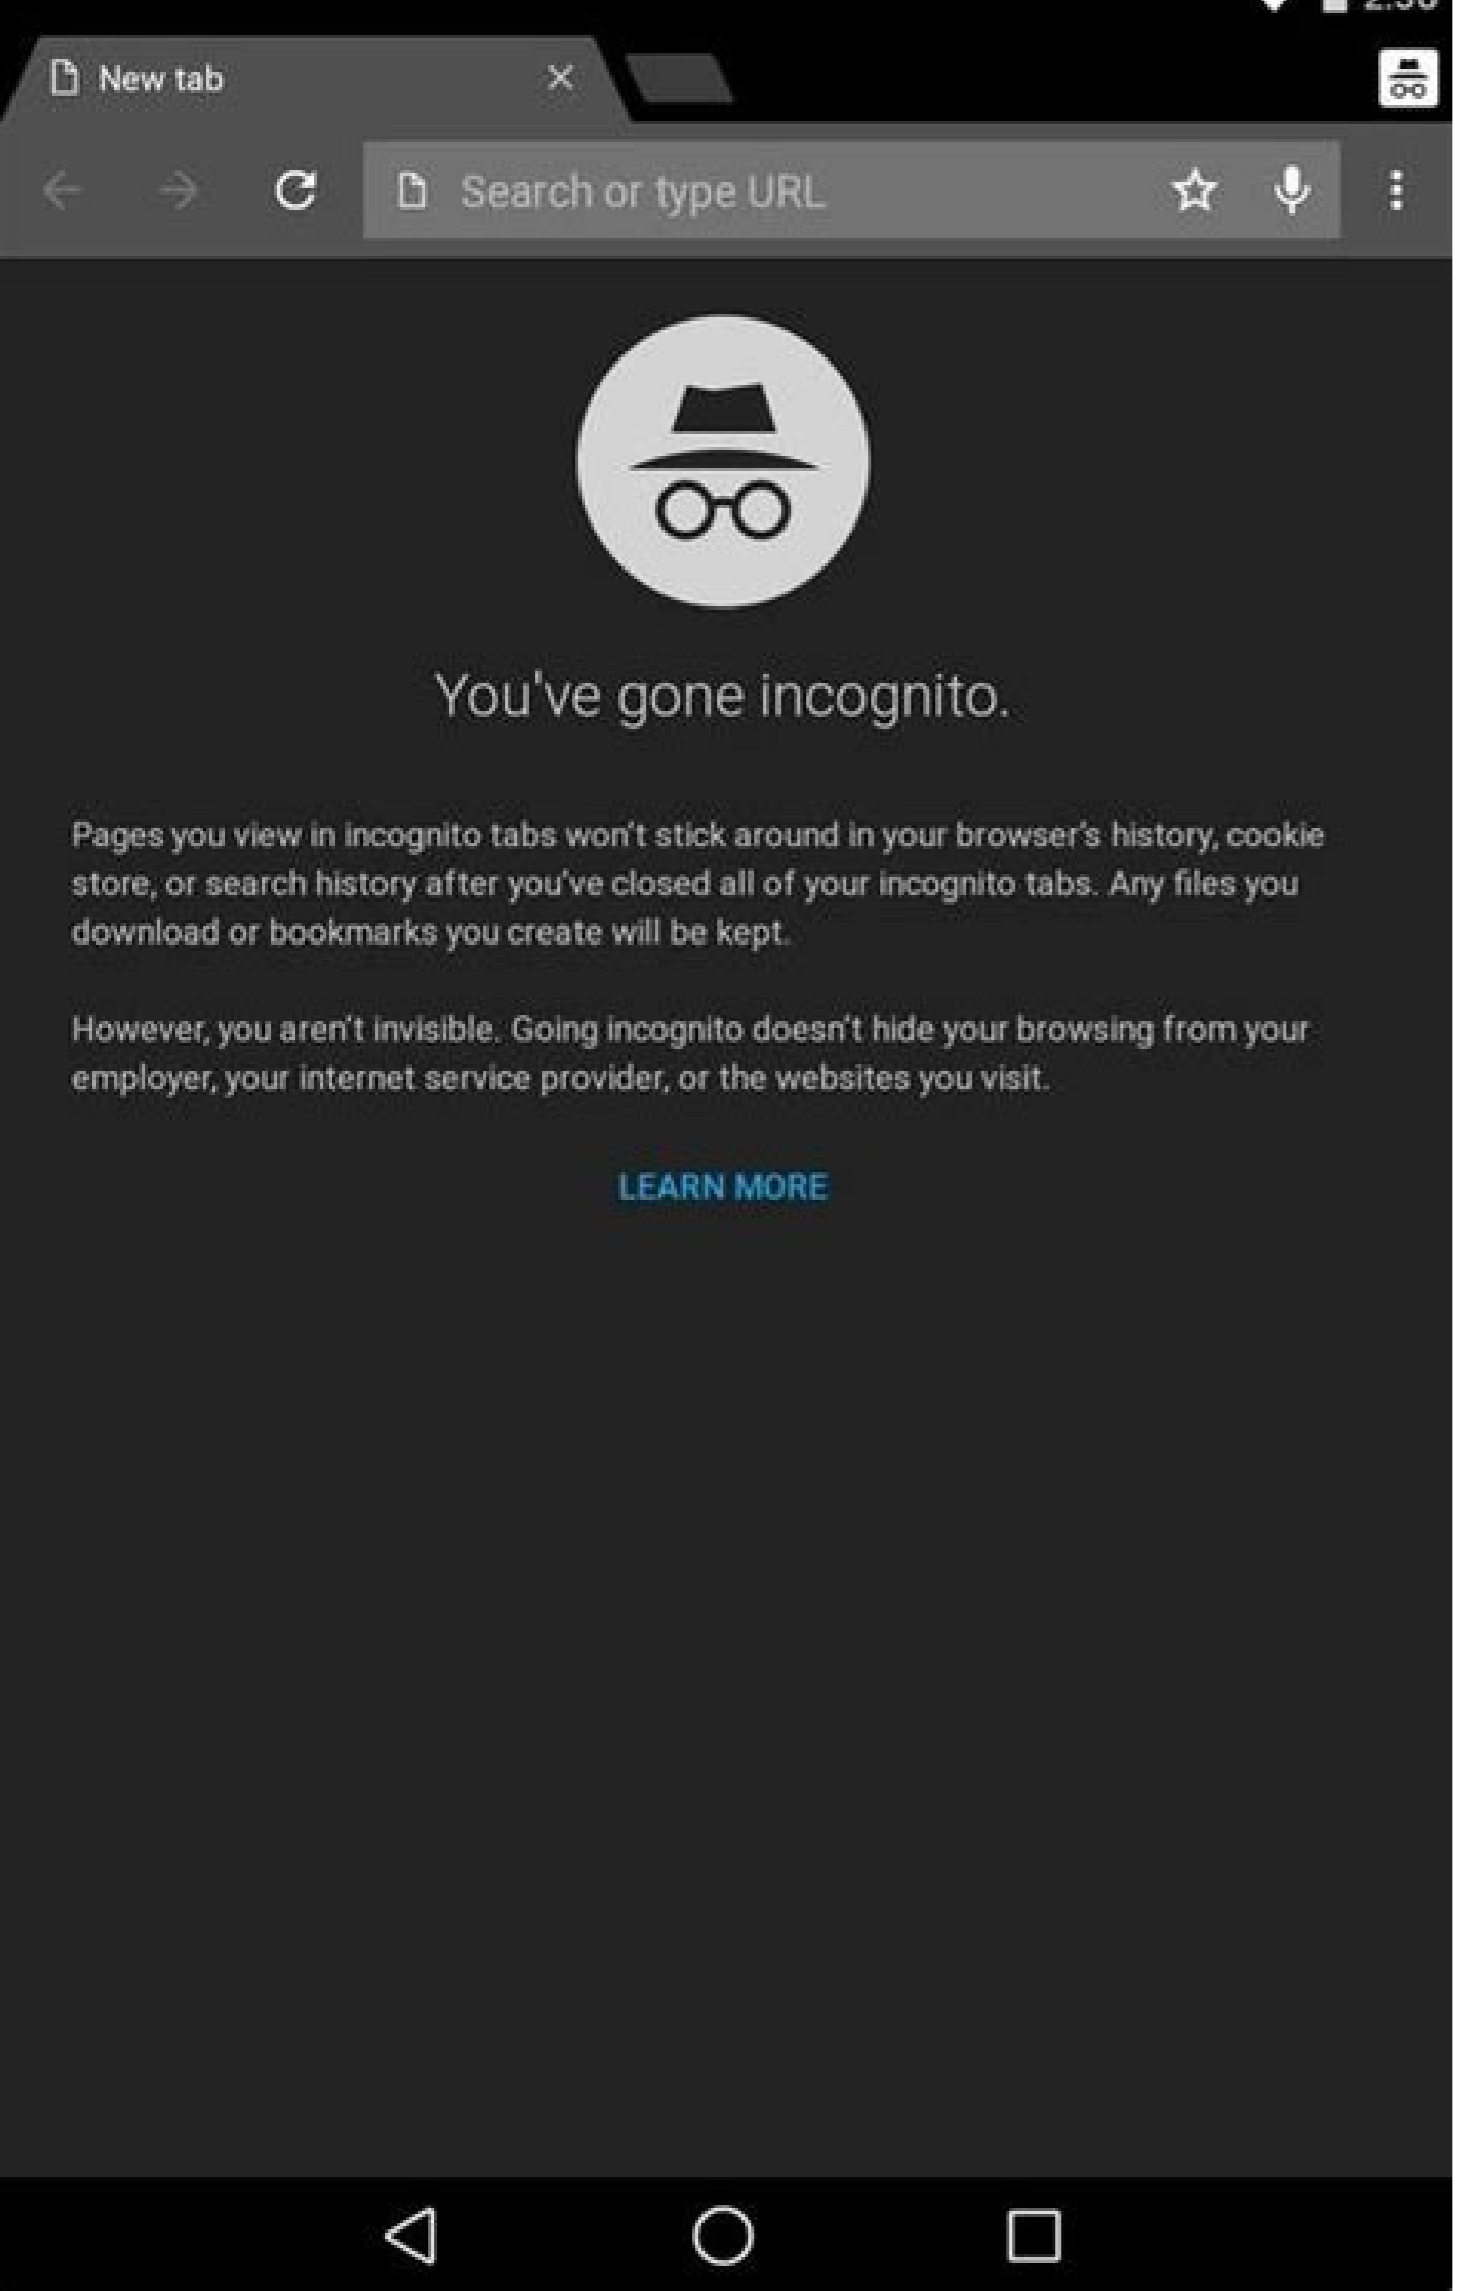 New tab
Search or type URL
You've gone incognito.
Pages you view in incognito tabs won't stick around in your browser's history, cookie
store, or search history after you've closed all of your incognito tabs. Any files you
download or bookmarks you create will be kept.
However, you aren't invisible. Going incognito doesn't hide your browsing from your
employer, your internet service provider, or the websites you visit.
LEARN MORE